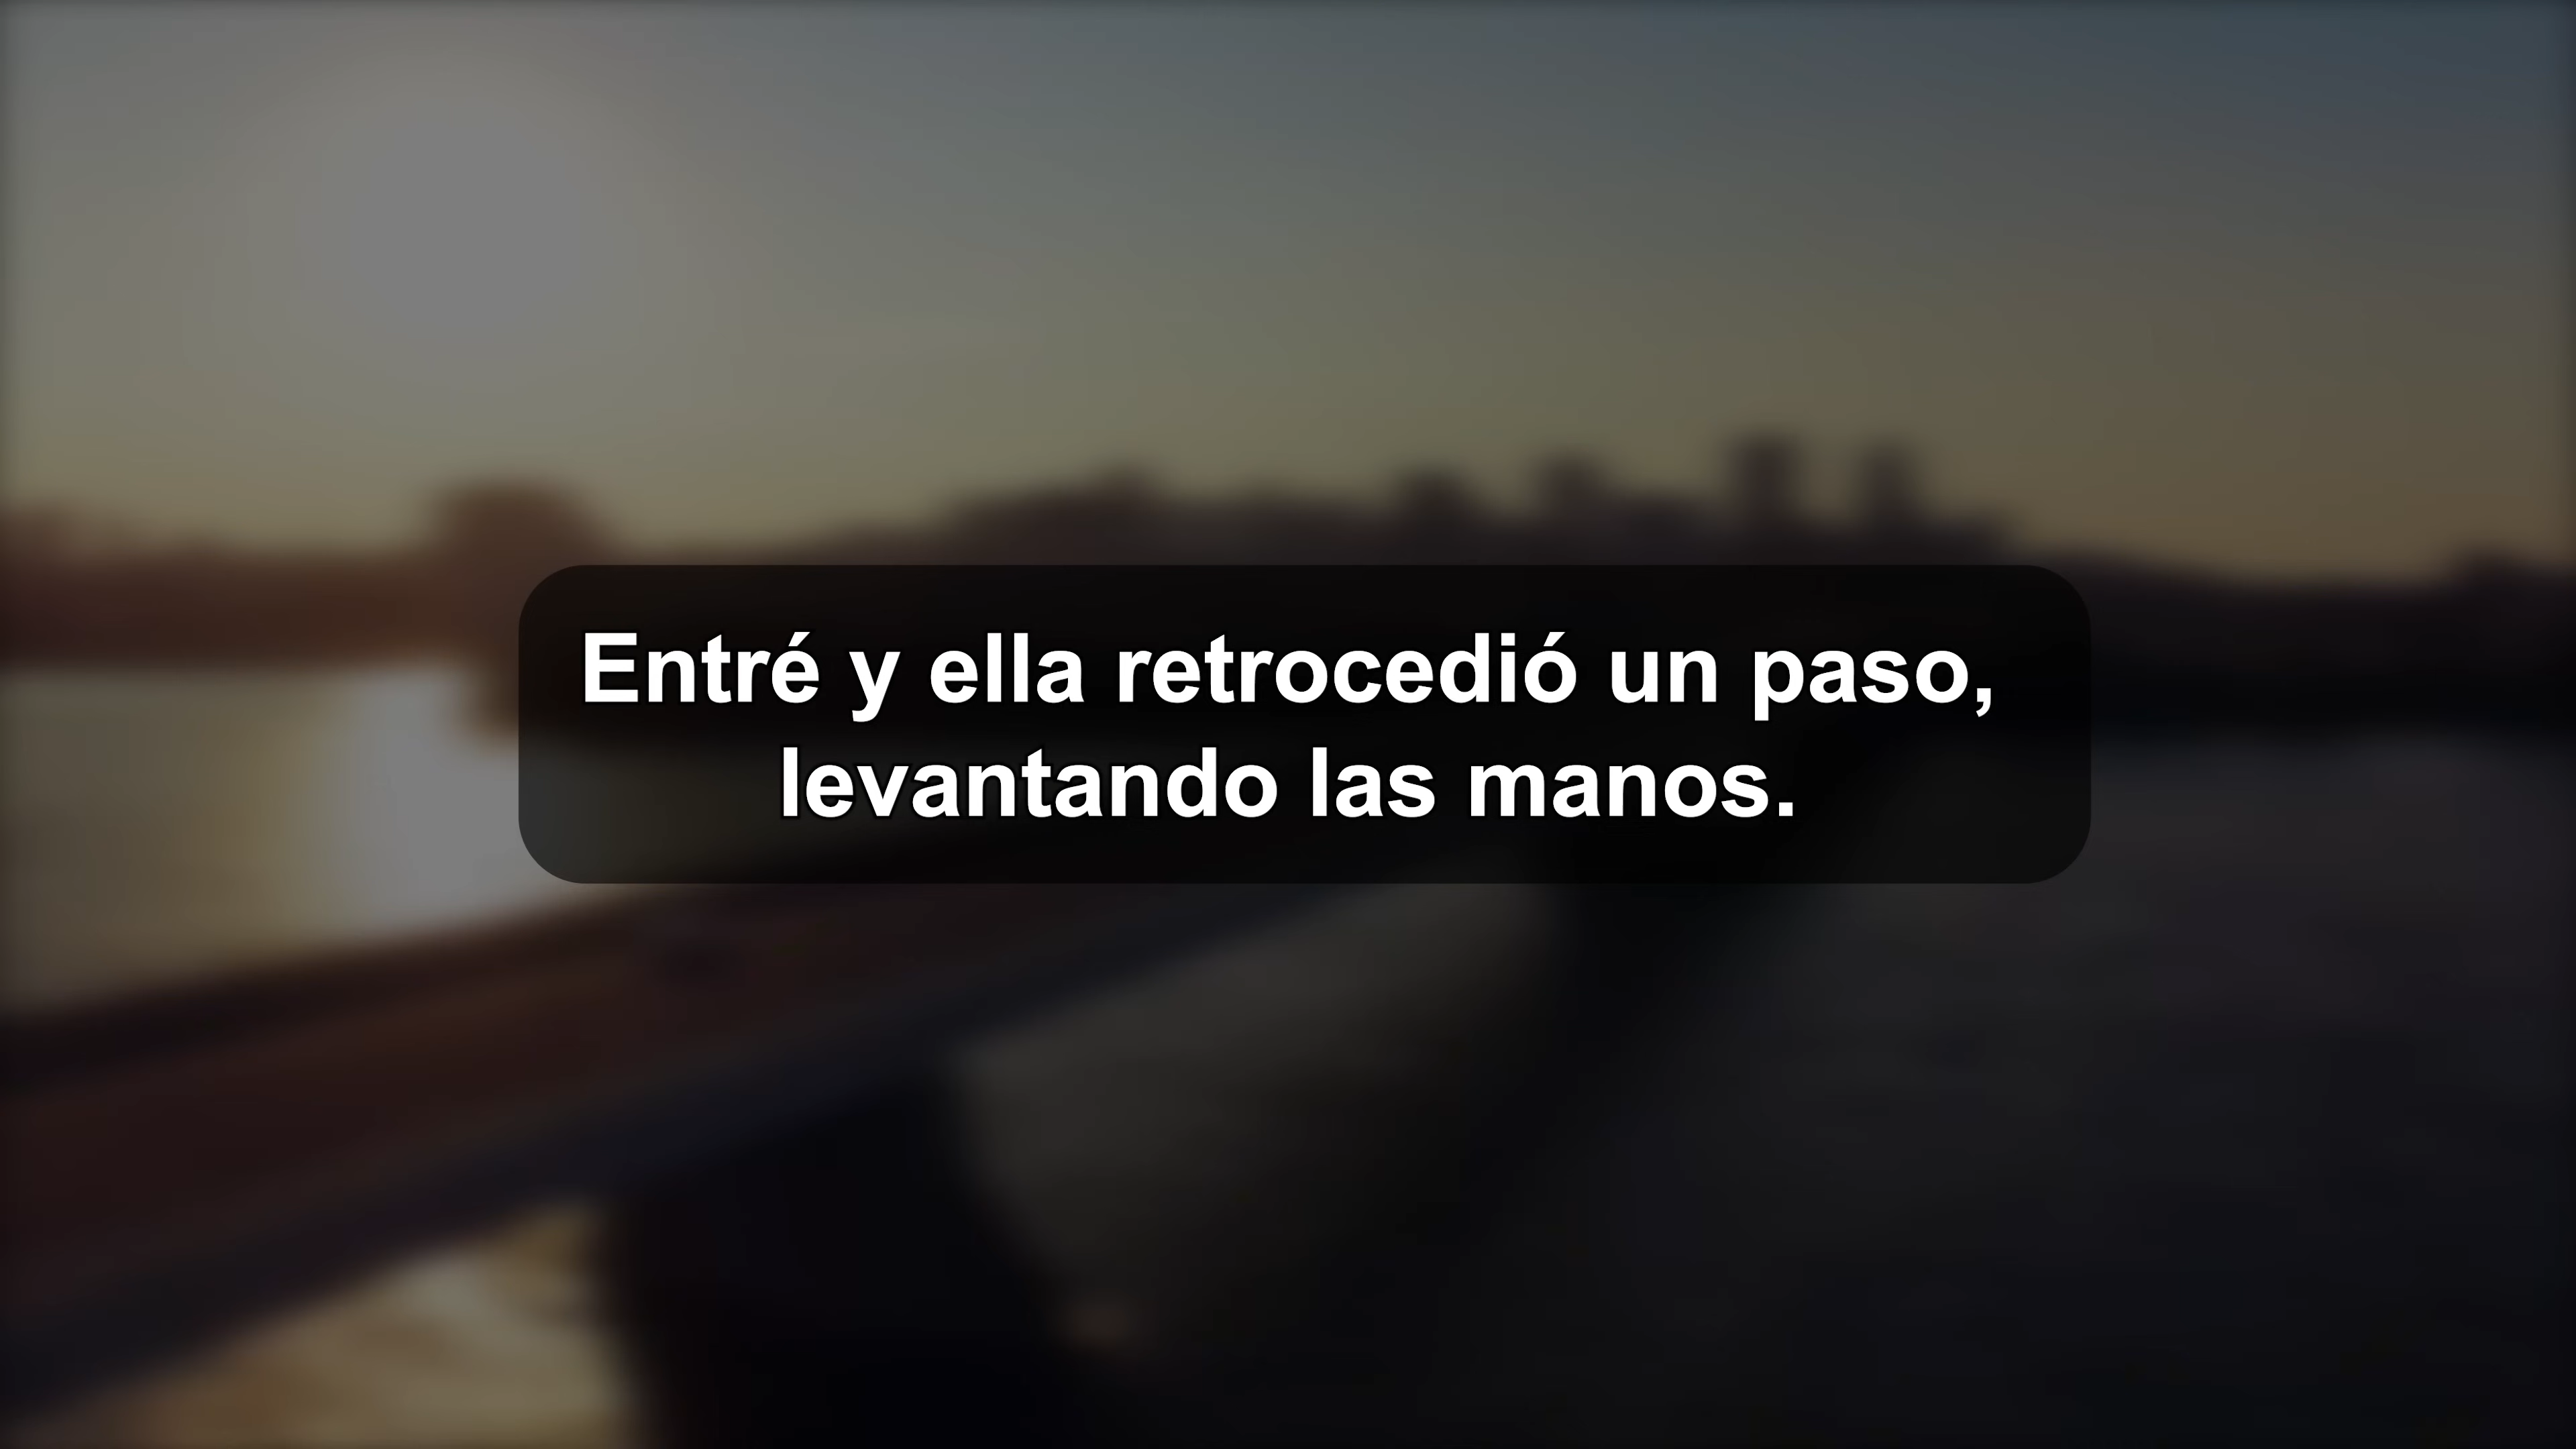 Entré y ella retrocedió un paso,
levantando las manos.